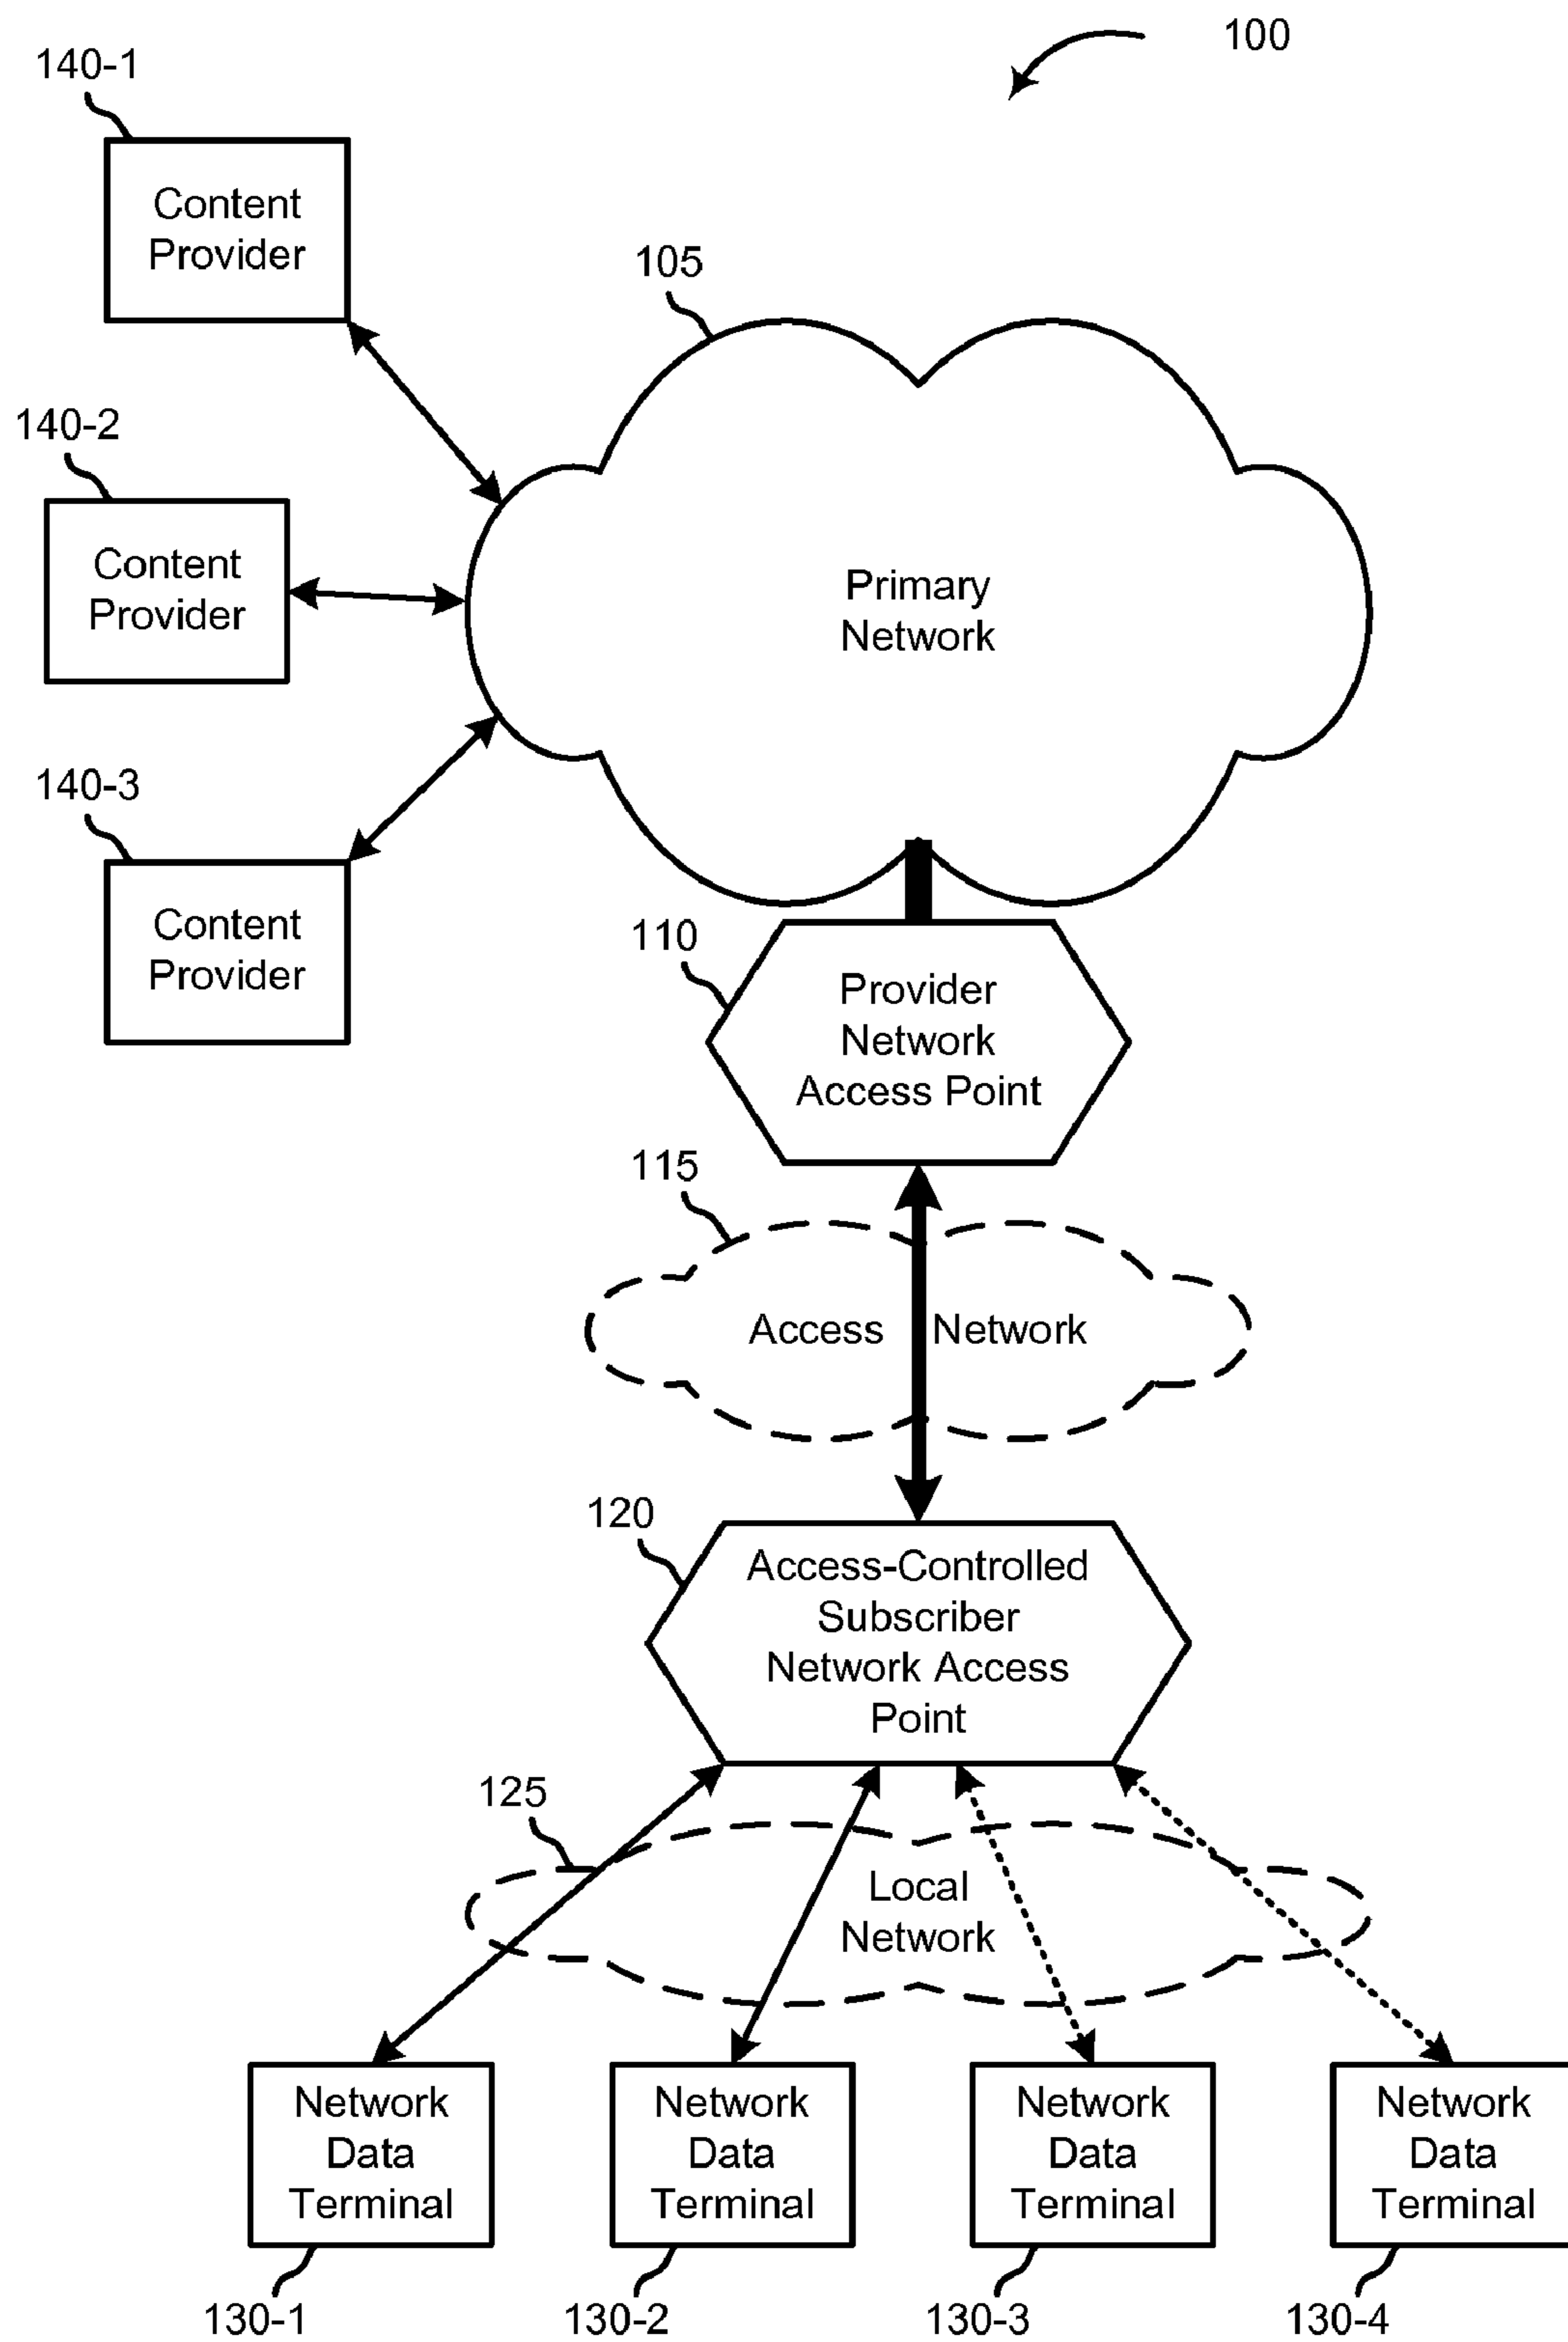 100
140-1
Content
Provider
105
140-2
Content
Provider
Primary
Network
140-3
Content
Provider
110
Provider
Network
Access Point
115
Access Network
120
Access-Controlled
Subscriber
Network Access
Point
125
Local
Network
Network
Data
Terminal
Network
Data
Terminal
Network
Data
Terminal
Network
Data
Terminal
130-1
130-2
130-3
130-4